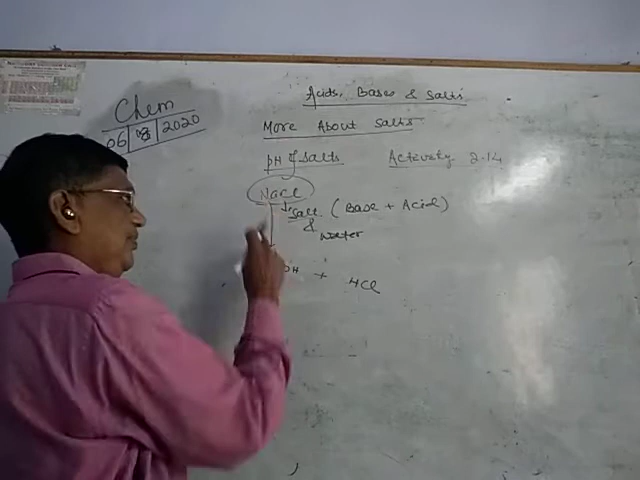 Acids, Bases & Salts
Chem
06 | 08 | 2020
More About Salts
pH of Salts Activity 2.14
NaCl
Salt (Base + Acid)
&
Water
OH + HCl